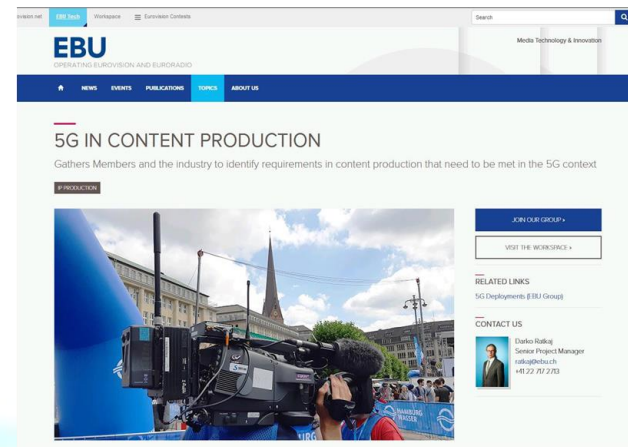 EBU Tech
Workspace
Eurovision Contests
Search
EBU
OPERATING EUROVISION AND EURORADIO
Media Technology & Innovation
NEWS EVENTS PUBLICATIONS TOPICS ABOUT US
5G IN CONTENT PRODUCTION
Gathers Members and the industry to identify requirements in content production that need to be met in the 5G context
IP PRODUCTION
JOIN OUR GROUP »
VISIT THE WORKSPACE »
RELATED LINKS
5G Deployments (EBU Group)
CONTACT US
Darko Ratkaj
Senior Project Manager
ratkaj@ebu.ch
+41 22 717 2713
HAMBURG
WASSER